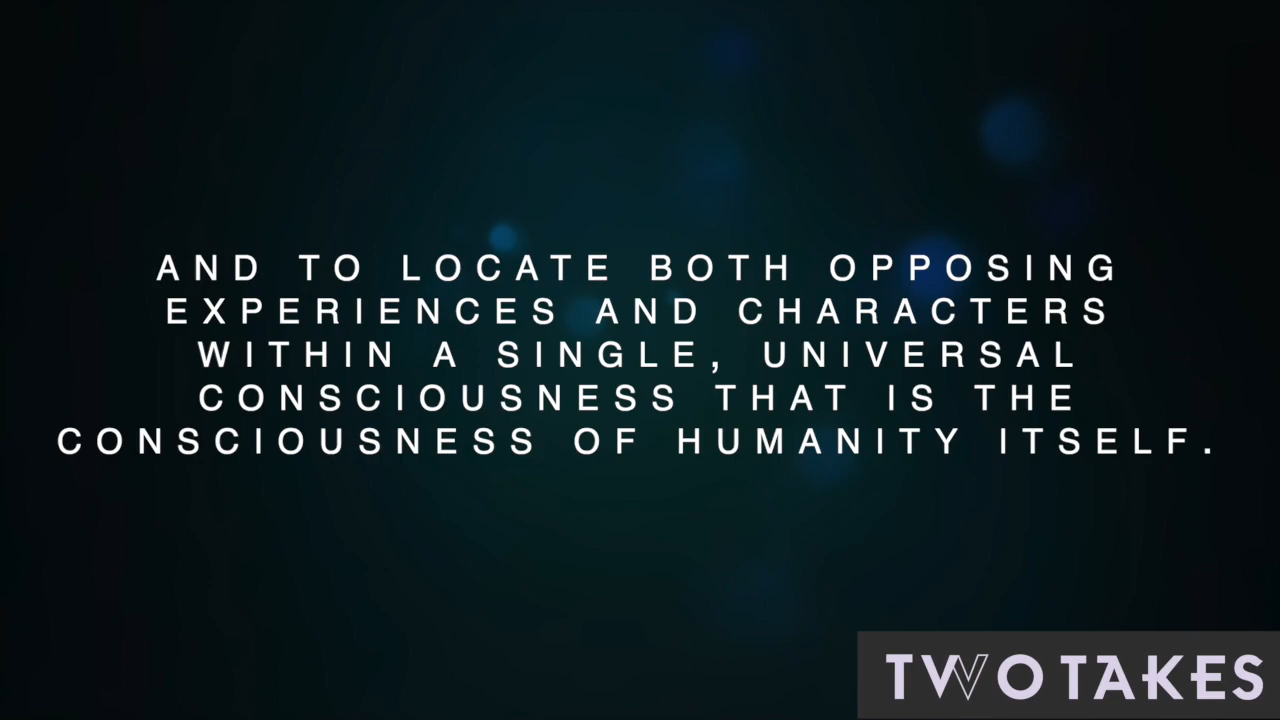 AND TO LOCATE BOTH OPPOSING
EXPERIENCES AND CHARACTERS
WITHIN A SINGLE, UNIVERSAL
CONSCIOUSNESS THAT IS THE
CONSCIOUSNESS OF HUMANITY ITSELF.
TWO TAKES